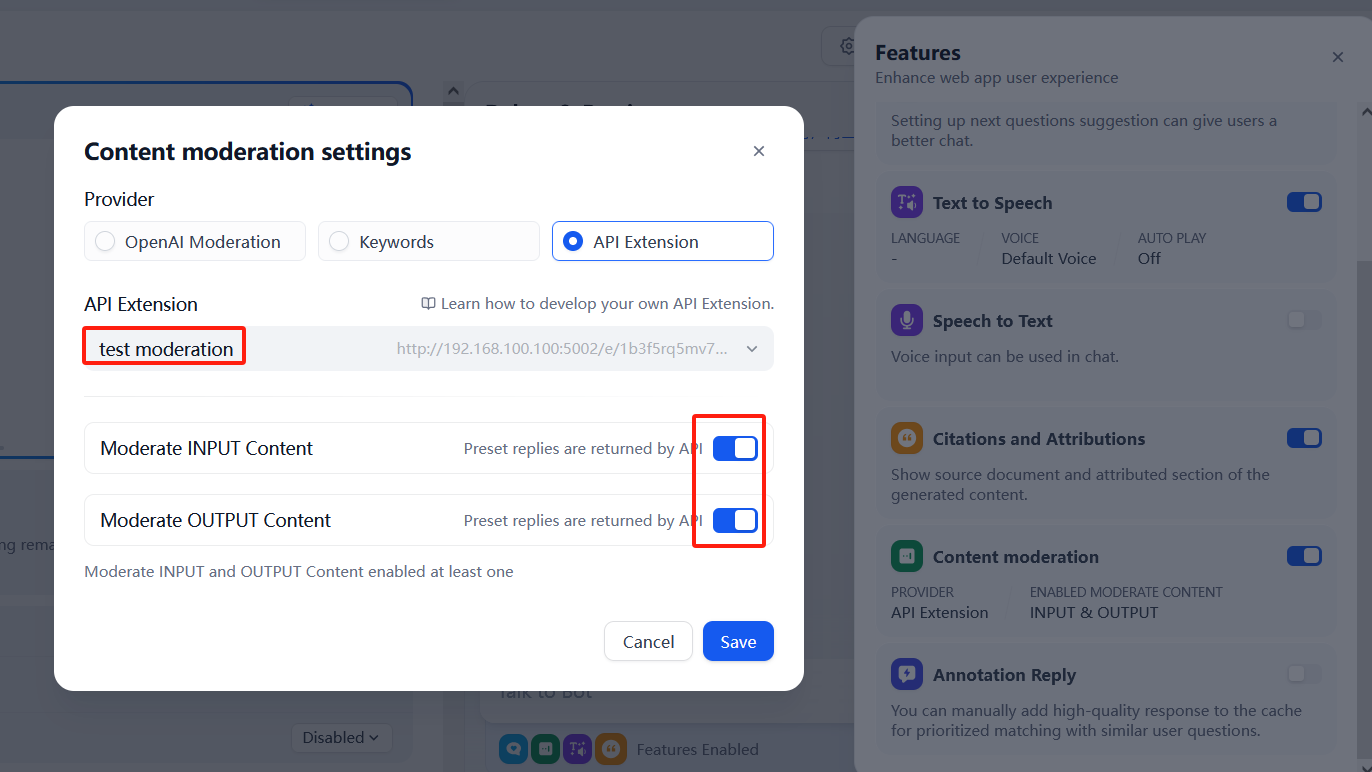 Features
Enhance web app user experience
Content moderation settings
Provider
OpenAI Moderation
Keywords
API Extension
API Extension
Learn how to develop your own API Extension.
test moderation
http://192.168.100.100:5002/e/1b3f5rq5mv7...
Moderate INPUT Content
Preset replies are returned by API
Moderate OUTPUT Content
Preset replies are returned by API
Moderate INPUT and OUTPUT Content enabled at least one
Cancel
Save
Setting up next questions suggestion can give users a
better chat.
Text to Speech
LANGUAGE
-
VOICE
Default Voice
AUTO PLAY
Off
Speech to Text
Voice input can be used in chat.
Citations and Attributions
Show source document and attributed section of the
generated content.
Content moderation
PROVIDER
API Extension
ENABLED MODERATE CONTENT
INPUT & OUTPUT
Annotation Reply
You can manually add high-quality response to the cache
for prioritized matching with similar user questions.
Talk to Bot
Disabled
Features Enabled